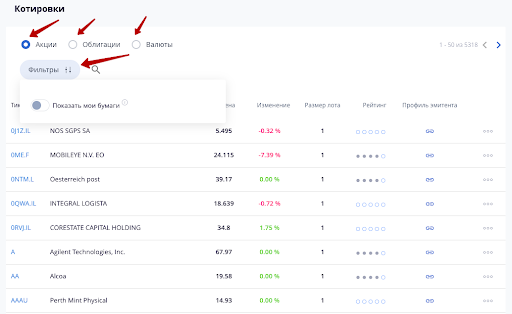 Котировки
Акции Облигации Валюты 1 - 50 из 5318
Фильтры
Показать мои бумаги
Тик ена Изменение Размер лота Рейтинг Профиль эмитента
0J1Z.IL NOS SGPS SA 5.495 -0.32 % 1
0ME.F MOBILEYE N.V. EO 24.115 -7.39 % 1
0NTM.IL Oesterreich post 39.17 0.00 % 1
0QWA.IL INTEGRAL LOGISTA 18.639 -0.72 % 1
0RVJ.IL CORESTATE CAPITAL HOLDING 34.8 1.75 % 1
A Agilent Technologies, Inc. 67.97 0.00 % 1
AA Alcoa 19.58 0.00 % 1
AAAU Perth Mint Physical 14.93 0.00 % 1